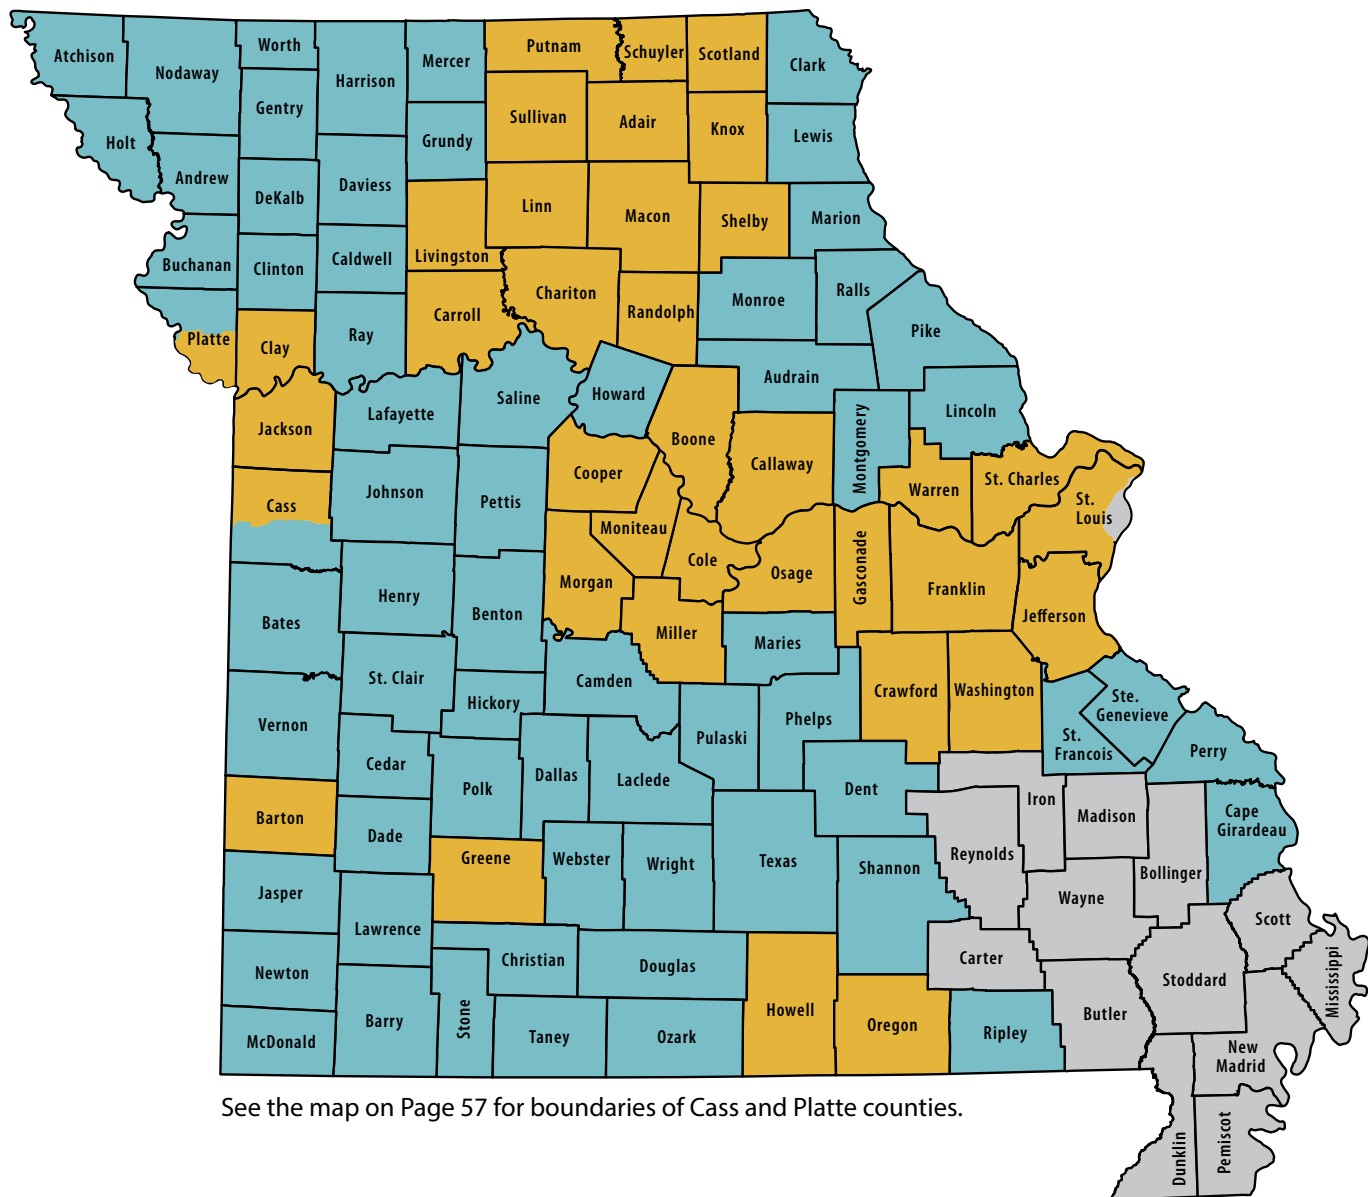 Atchison
Nodaway
Worth
Harrison
Mercer
Putnam
Schuyler
Scotland
Clark
Gentry
Holt
Grundy
Sullivan
Adair
Knox
Lewis
Andrew
DeKalb
Daviess
Linn
Macon
Shelby
Marion
Buchanan
Clinton
Caldwell
Livingston
Chariton
Randolph
Monroe
Ralls
Pike
Platte
Clay
Ray
Carroll
Audrain
Howard
Saline
Lafayette
Jackson
Boone
Callaway
Montgomery
Lincoln
Cooper
Warren
St. Charles
St.
Louis
Cass
Johnson
Pettis
Moniteau
Cole
Osage
Gasconade
Franklin
Jefferson
Morgan
Henry
Benton
Bates
Miller
Maries
Camden
St. Clair
Hickory
Crawford
Washington
Ste.
Genevieve
St.
Francois
Perry
Vernon
Pulaski
Phelps
Cedar
Polk
Dallas
Laclede
Dent
Iron
Madison
Cape
Girardeau
Barton
Dade
Greene
Webster
Wright
Texas
Shannon
Reynolds
Bollinger
Jasper
Wayne
Scott
Lawrence
Christian
Douglas
Carter
Stoddard
Mississippi
Newton
Barry
Stone
Taney
Ozark
Howell
Oregon
Ripley
Butler
McDonald
New
Madrid
Dunklin
Pemiscot
See the map on Page 57 for boundaries of Cass and Platte counties.